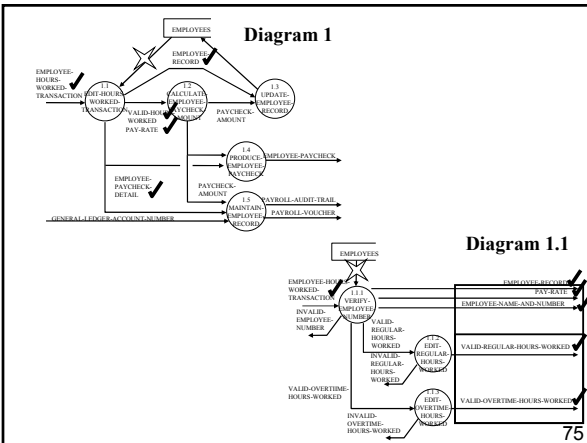 Diagram 1
EMPLOYEES
EMPLOYEE-
RECORD
EMPLOYEE-
HOURS-
WORKED-
TRANSACTION
1.1
EDIT-HOURS-
WORKED-
TRANSACTION
VALID-HOURS-
WORKED
PAY-RATE
1.2
CALCULATE-
EMPLOYEE-
PAYCHECK-
AMOUNT
PAYCHECK-
AMOUNT
1.3
UPDATE-
EMPLOYEE-
RECORD
1.4
PRODUCE-
EMPLOYEE-
PAYCHECK
EMPLOYEE-PAYCHECK
EMPLOYEE-
PAYCHECK-
DETAIL
PAYCHECK-
AMOUNT
1.5
MAINTAIN-
EMPLOYEE-
RECORD
PAYROLL-AUDIT-TRAIL
PAYROLL-VOUCHER
GENERAL-LEDGER-ACCOUNT-NUMBER
Diagram 1.1
EMPLOYEES
EMPLOYEE-HOURS-
WORKED-
TRANSACTION
INVALID-
EMPLOYEE-
NUMBER
1.1.1
VERIFY-
EMPLOYEE-
NUMBER
EMPLOYEE-RECORD
PAY-RATE
EMPLOYEE-NAME-AND-NUMBER
VALID-
REGULAR-
HOURS-
WORKED
INVALID-
REGULAR-
HOURS-
WORKED
1.1.2
EDIT-
REGULAR-
HOURS-
WORKED
VALID-REGULAR-HOURS-WORKED
VALID-OVERTIME-
HOURS-WORKED
1.1.3
EDIT-
OVERTIME-
HOURS-
WORKED
VALID-OVERTIME-HOURS-WORKED
INVALID-
OVERTIME-
HOURS-WORKED
75